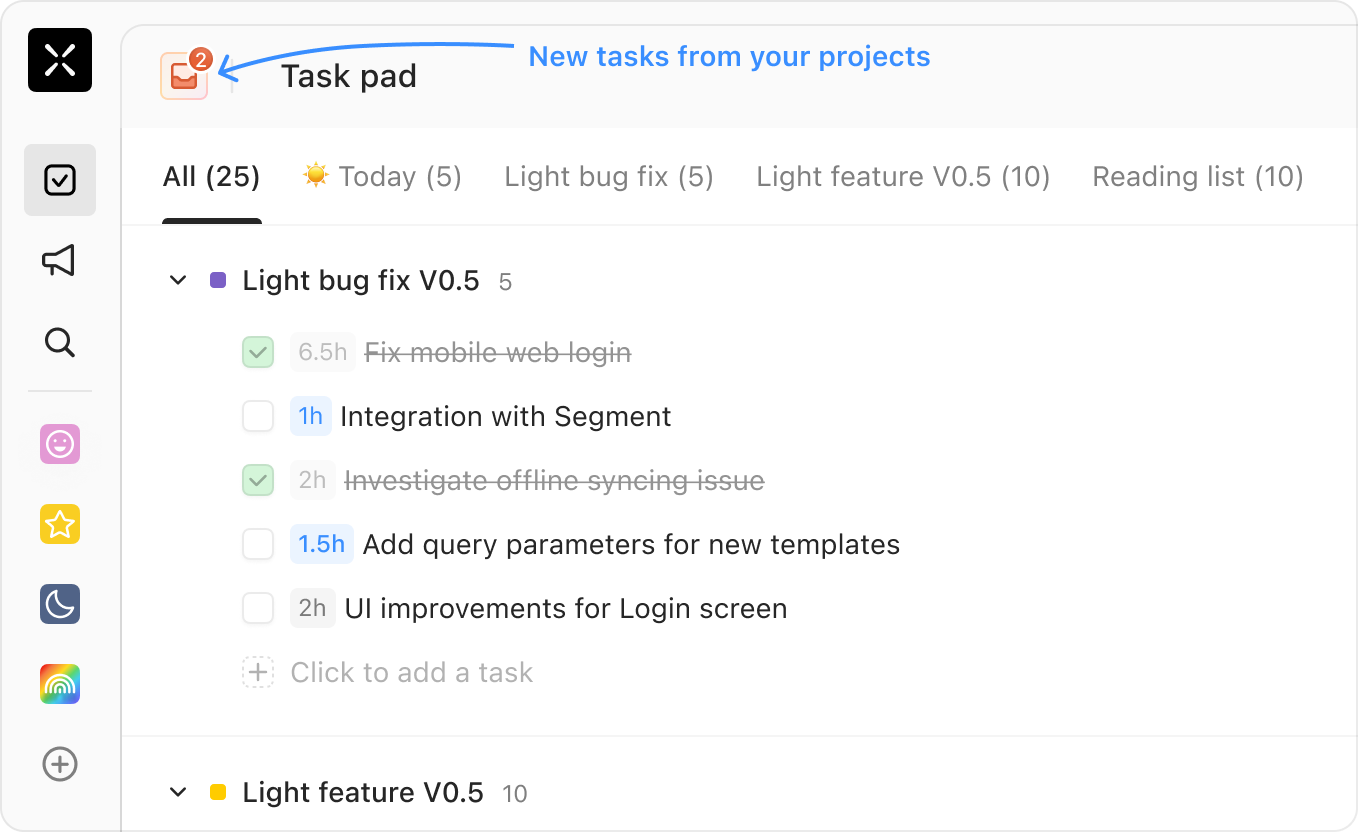 2
New tasks from your projects
Task pad
All (25)
Today (5)
Light bug fix (5)
Light feature V0.5 (10)
Reading list (10)
Light bug fix V0.5 5
6.5h Fix mobile web login
1h Integration with Segment
2h Investigate offline syncing issue
1.5h Add query parameters for new templates
2h UI improvements for Login screen
Click to add a task
Light feature V0.5 10